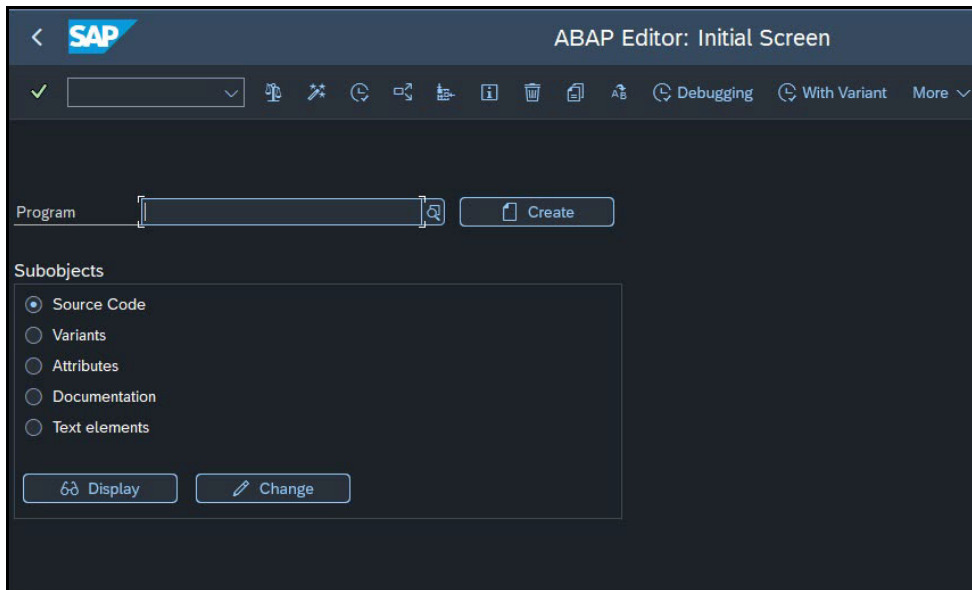 SAP ABAP Editor: Initial Screen
Debugging With Variant More
Program Create
Subobjects
Source Code
Variants
Attributes
Documentation
Text elements
Display Change